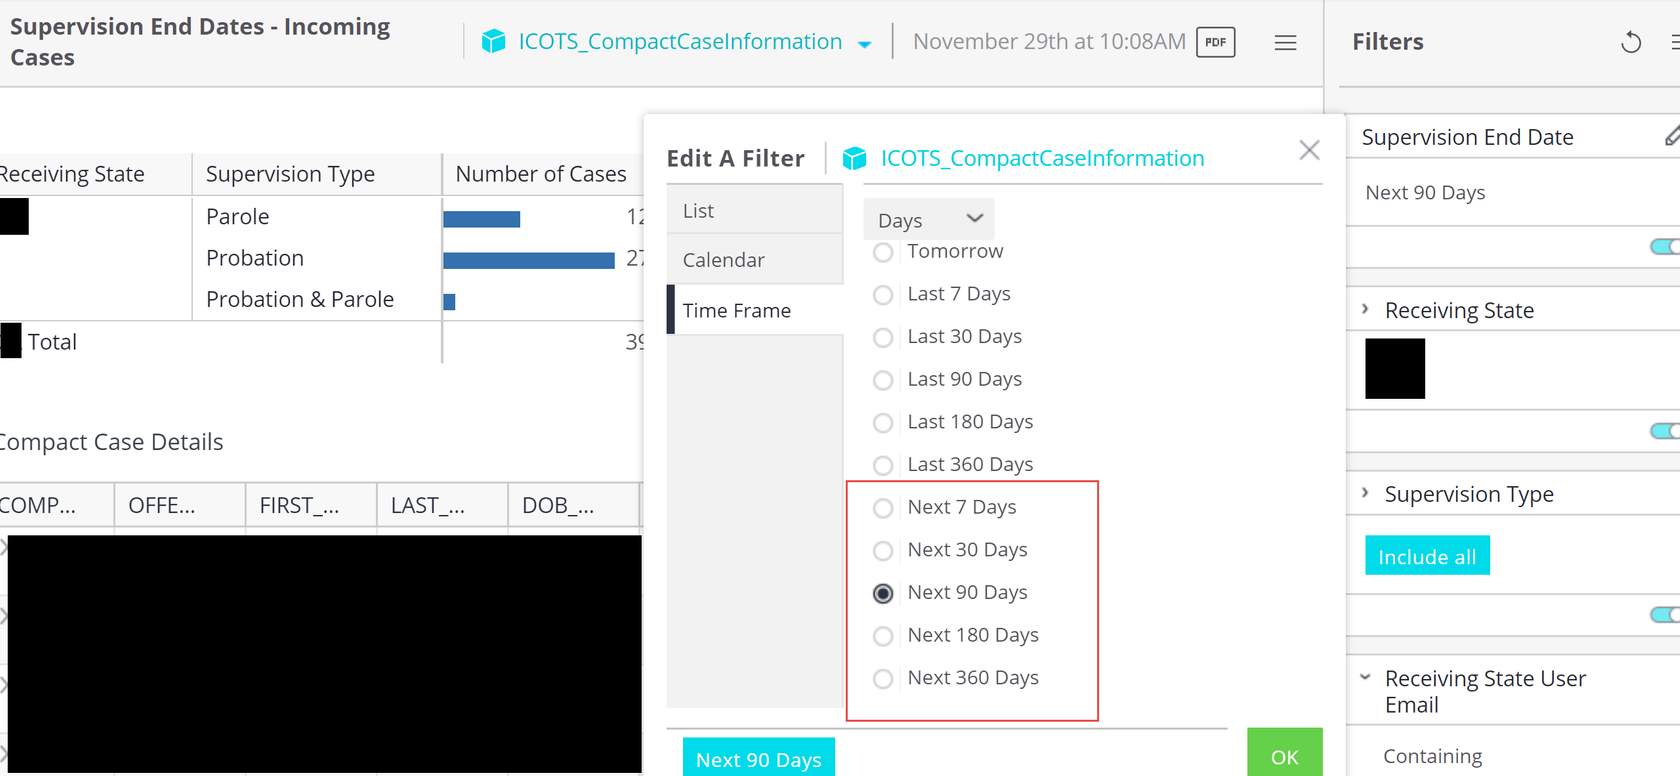 Supervision End Dates - Incoming
Cases
ICOTS_CompactCaseInformation
November 29th at 10:08AM
PDF
Filters
Receiving State
Supervision Type
Number of Cases
Parole
12
Probation
27
Probation & Parole
Total
39
Compact Case Details
COMP...
OFFE...
FIRST_...
LAST_...
DOB_...
Edit A Filter
ICOTS_CompactCaseInformation
List
Calendar
Time Frame
Days
Tomorrow
Last 7 Days
Last 30 Days
Last 90 Days
Last 180 Days
Last 360 Days
Next 7 Days
Next 30 Days
Next 90 Days
Next 180 Days
Next 360 Days
Next 90 Days
OK
Supervision End Date
Next 90 Days
Receiving State
Supervision Type
Include all
Receiving State User
Email
Containing